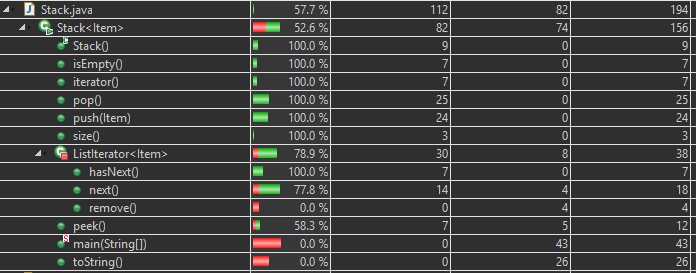 Stack.java 57.7 % 112 82 194
Stack<Item> 52.6 % 82 74 156
Stack() 100.0 % 9 0 9
isEmpty() 100.0 % 7 0 7
iterator() 100.0 % 7 0 7
pop() 100.0 % 25 0 25
push(Item) 100.0 % 24 0 24
size() 100.0 % 3 0 3
ListIterator<Item> 78.9 % 30 8 38
hasNext() 100.0 % 7 0 7
next() 77.8 % 14 4 18
remove() 0.0 % 0 4 4
peek() 58.3 % 7 5 12
main(String[]) 0.0 % 0 43 43
toString() 0.0 % 0 26 26